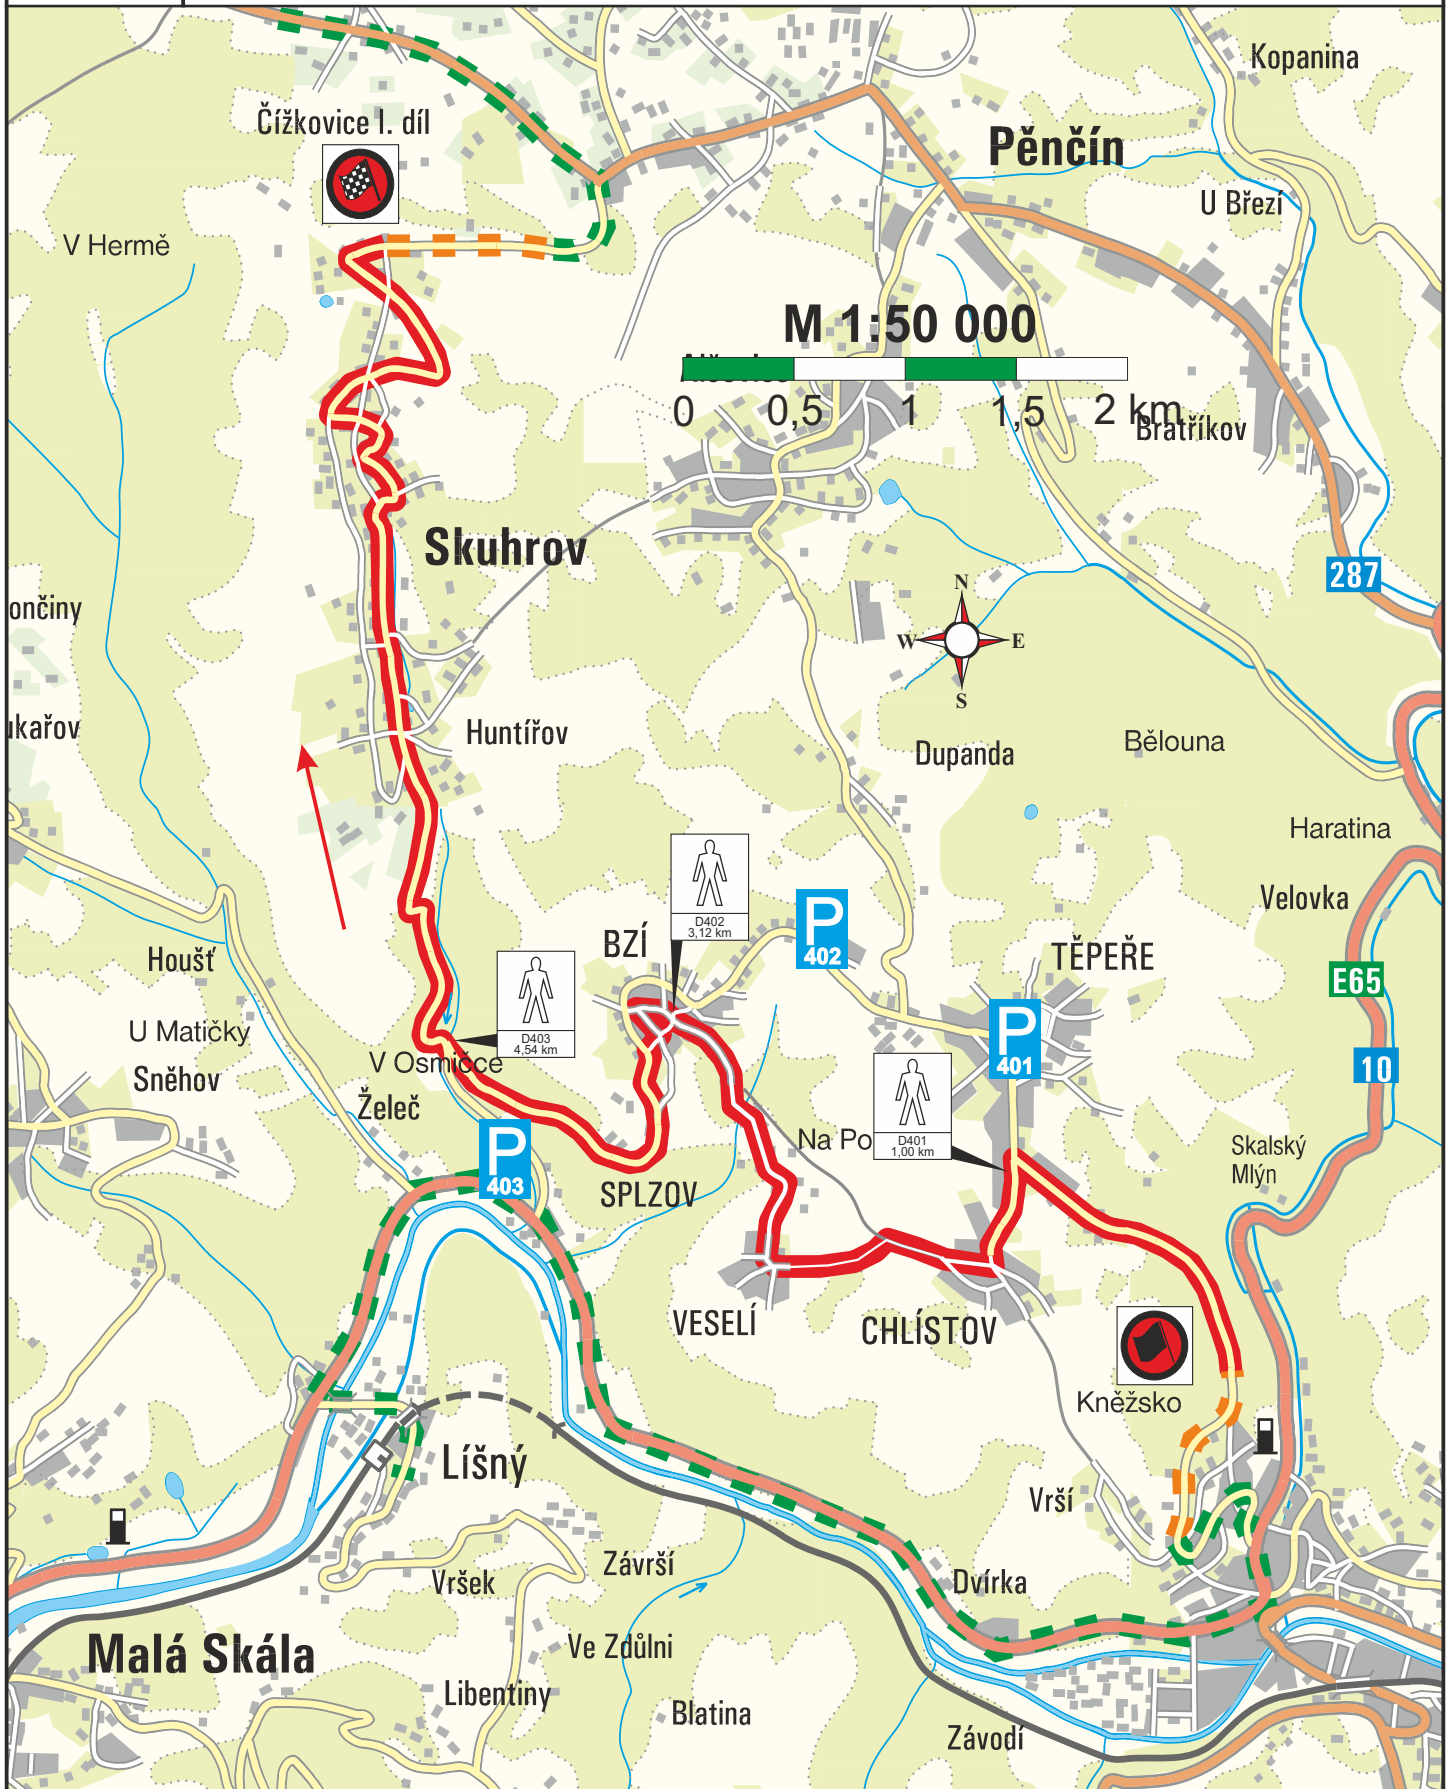 Kopanina
Čížkovice I. díl
Pěnčín
U Březí
V Hermě
M 1:50 000
0
0,5
1
1,5
2 km
Bratříkov
Skuhrov
287
N
W
E
S
Huntířov
Dupanda
Bělouna
Haratina
Velovka
D402
3,12 km
P
402
BZÍ
TĚPEŘE
Houšť
E65
D403
4,54 km
U Matičky
P
401
V Osmičce
10
Sněhov
Želeč
D401
1,00 km
Na Po
P
403
Skalský
Mlýn
SPLZOV
VESELÍ
CHLÍSTOV
Kněžsko
Líšný
Vrší
Závrší
Vršek
Dvírka
Malá Skála
Ve Zdůlni
Libentiny
Blatina
Závodí